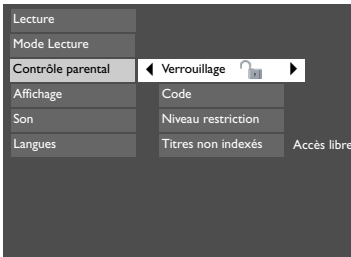 Lecture
Mode Lecture
Contrôle parental Verrouillage
Affichage Code
Son Niveau restriction
Langues Titres non indexés Accès libre